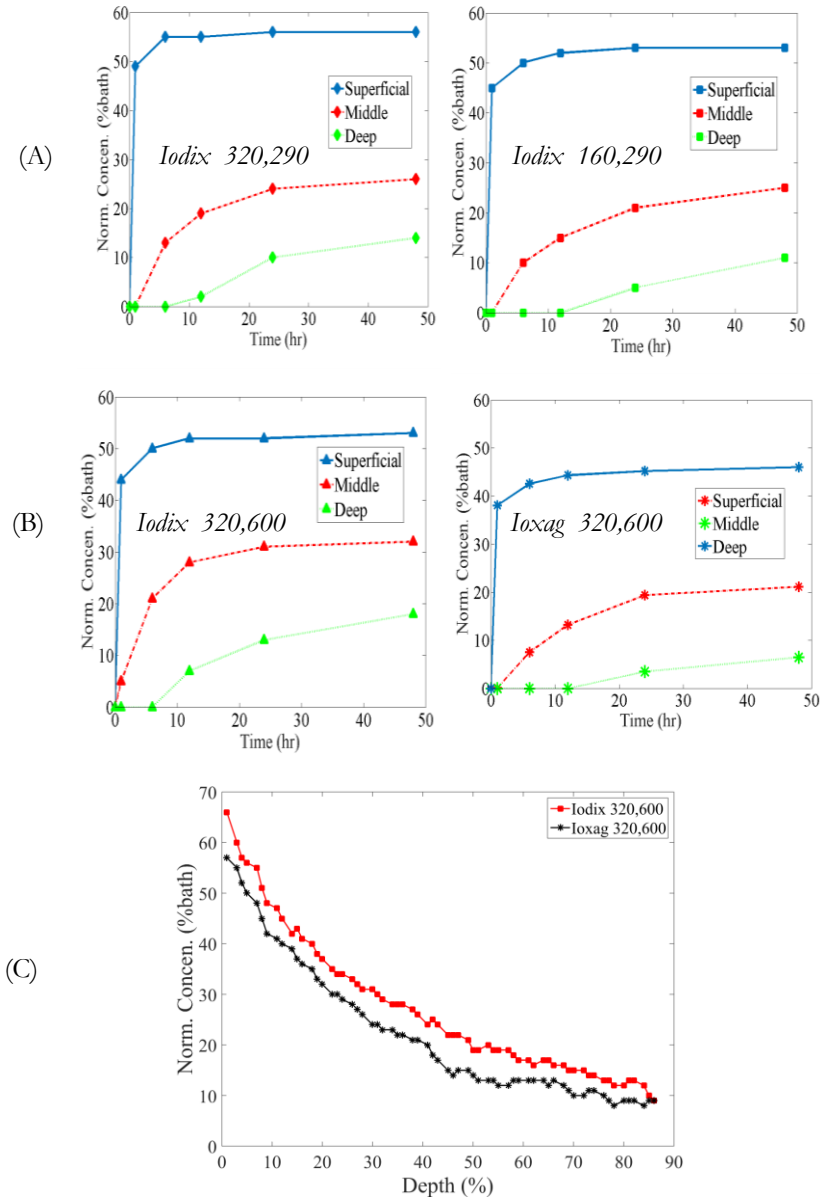 (A)
Norm. Concen. (%bath)
60
50
40
30
20
10
0
0 10 20 30 40 50
Time (hr)
Superficial
Middle
Deep
Iodix 320,290
Norm. Concen. (%bath)
60
50
40
30
20
10
0
0 10 20 30 40 50
Time (hr)
Superficial
Middle
Deep
Iodix 160,290
(B)
Norm. Concen. (%bath)
60
50
40
30
20
10
0
0 10 20 30 40 50
Time (hr)
Superficial
Middle
Deep
Iodix 320,600
Norm. Concen. (%bath)
60
50
40
30
20
10
0
0 10 20 30 40 50
Time (hr)
Superficial
Middle
Deep
Ioxag 320,600
(C)
Norm. Concen. (%bath)
70
60
50
40
30
20
10
0
0 10 20 30 40 50 60 70 80 90
Depth (%)
Iodix 320,600
Ioxag 320,600